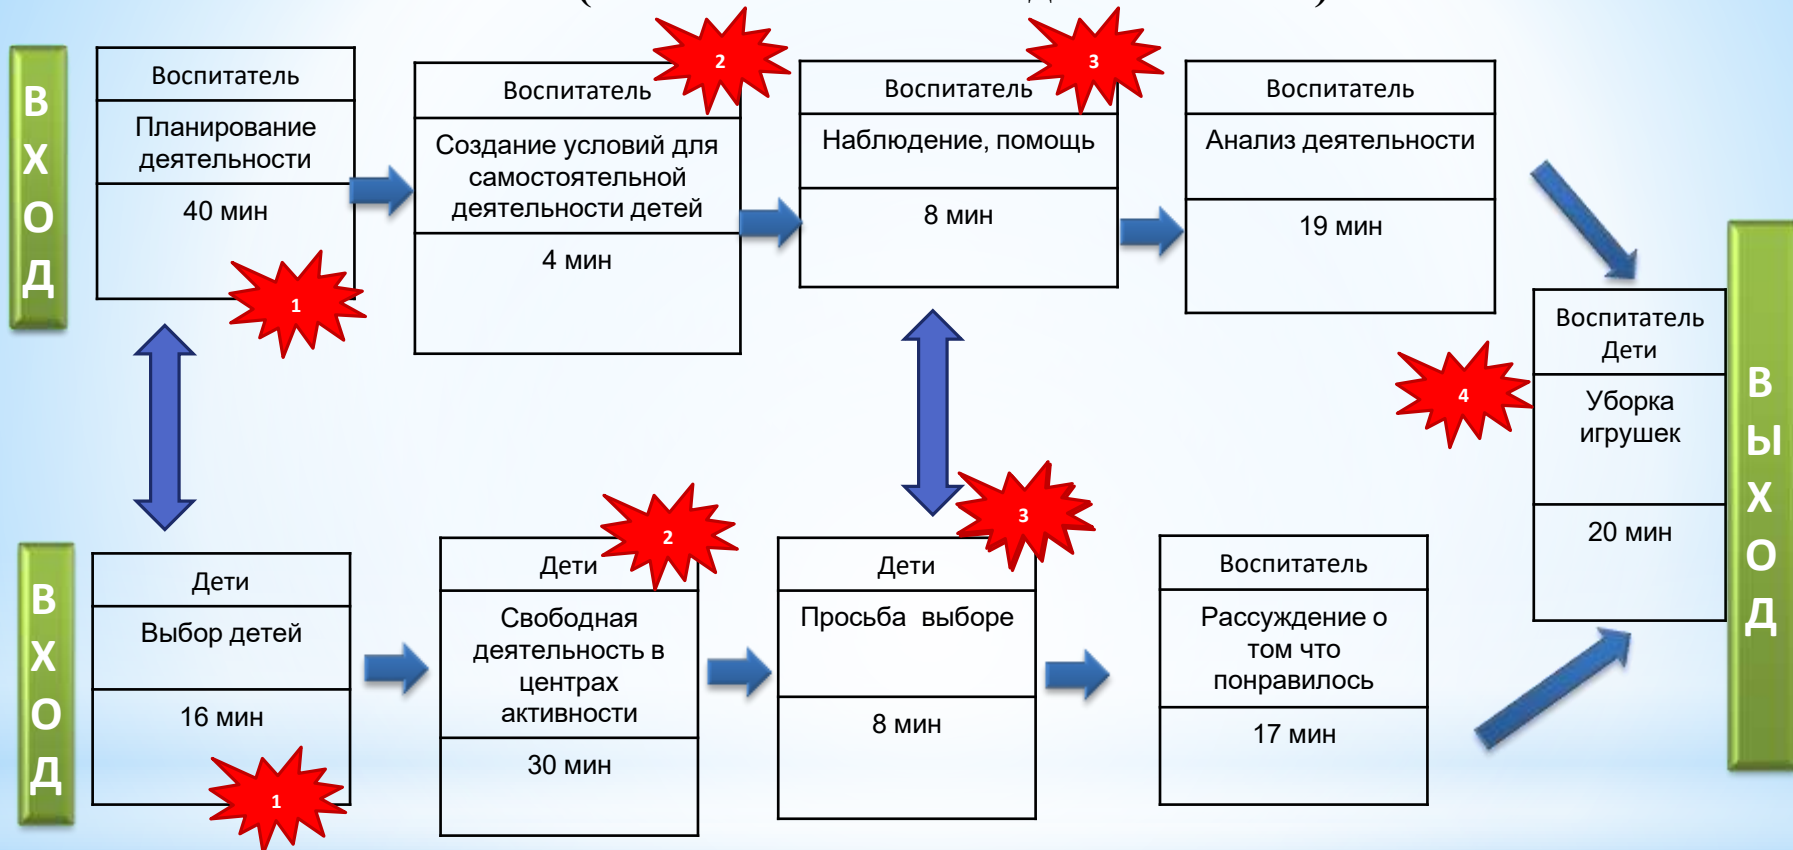 ВХОД
Воспитатель
Планирование
деятельности
40 мин
1
Воспитатель
2
Создание условий для
самостоятельной
деятельности детей
4 мин
Воспитатель
3
Наблюдение, помощь
8 мин
Воспитатель
Анализ деятельности
19 мин
ВХОД
Дети
Выбор детей
16 мин
1
Дети
2
Свободная
деятельность в
центрах
активности
30 мин
Дети
3
Просьба выборе
8 мин
Воспитатель
Рассуждение о
том что
понравилось
17 мин
4
Воспитатель
Дети
Уборка
игрушек
20 мин
ВЫХОД